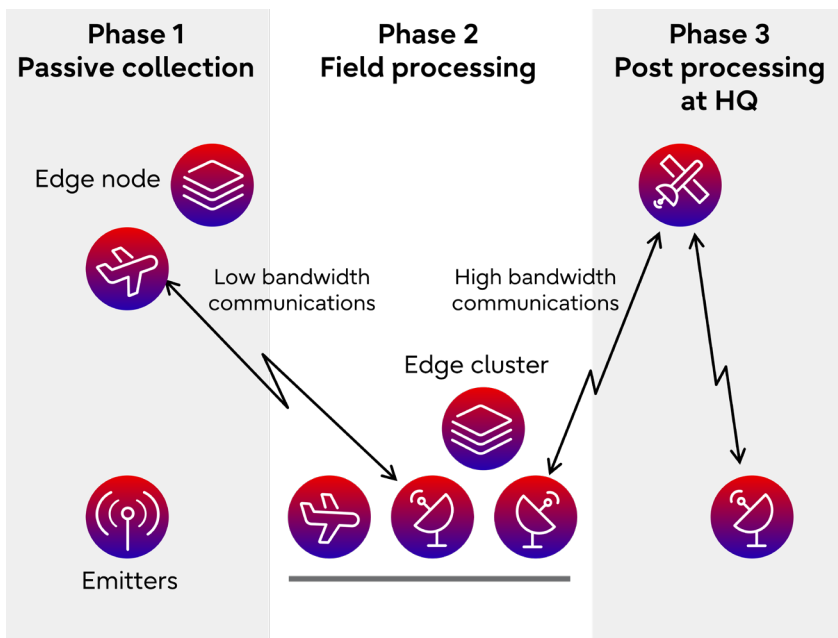 Phase 1
Passive collection
Phase 2
Field processing
Phase 3
Post processing
at HQ
Edge node
Low bandwidth
communications
High bandwidth
communications
Edge cluster
Emitters